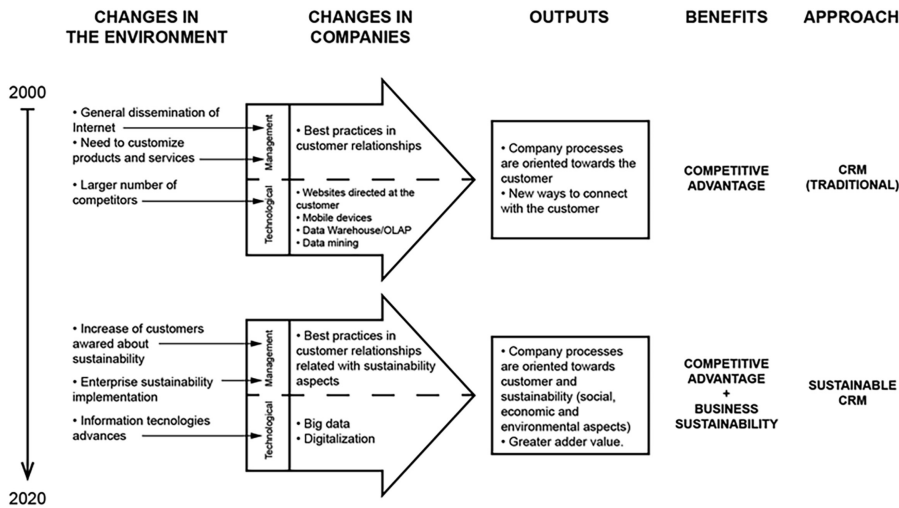 CHANGES IN
THE ENVIRONMENT
CHANGES IN
COMPANIES
OUTPUTS
BENEFITS
APPROACH
2000
• General dissemination of
Internet
• Need to customize
products and services
• Larger number of
competitors
Management
Technological
• Best practices in
customer relationships
• Websites directed at the
customer
• Mobile devices
• Data Warehouse/OLAP
• Data mining
• Company processes
are oriented towards the
customer
• New ways to connect
with the customer
COMPETITIVE
ADVANTAGE
CRM
(TRADITIONAL)
• Increase of customers
awared about
sustainability
• Enterprise sustainability
implementation
• Information tecnologies
advances
Management
Technological
• Best practices in
customer relationships
related with sustainability
aspects
• Big data
• Digitalization
• Company processes
are oriented towards
customer and
sustainability (social,
economic and
environmental aspects)
• Greater adder value.
COMPETITIVE
ADVANTAGE
+
BUSINESS
SUSTAINABILITY
SUSTAINABLE
CRM
2020